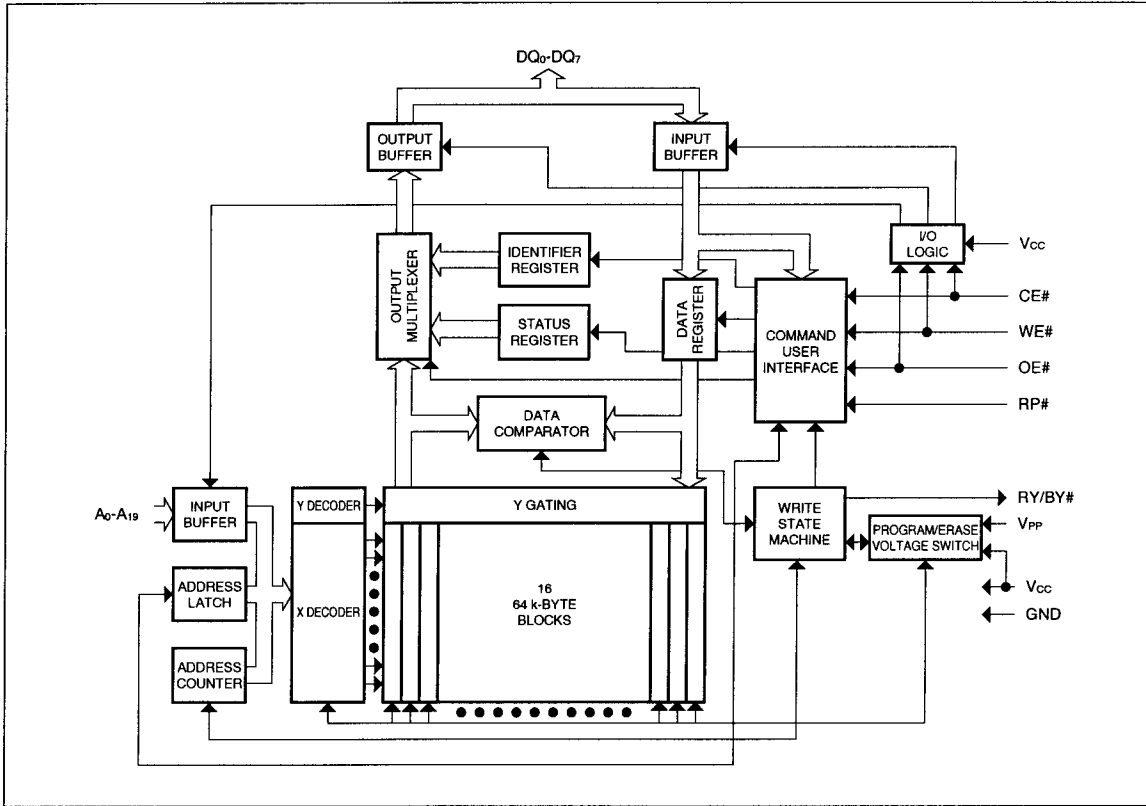 DQ0-DQ7
OUTPUT
BUFFER
INPUT
BUFFER
I/O
LOGIC
VCC
OUTPUT
MULTIPLEXER
IDENTIFIER
REGISTER
STATUS
REGISTER
DATA
REGISTER
COMMAND
USER
INTERFACE
CE#
WE#
OE#
RP#
DATA
COMPARATOR
A0-A19
INPUT
BUFFER
Y DECODER
Y GATING
WRITE
STATE
MACHINE
RY/BY#
PROGRAM/ERASE
VOLTAGE SWITCH
VPP
VCC
GND
ADDRESS
LATCH
X DECODER
16
64 k-BYTE
BLOCKS
ADDRESS
COUNTER